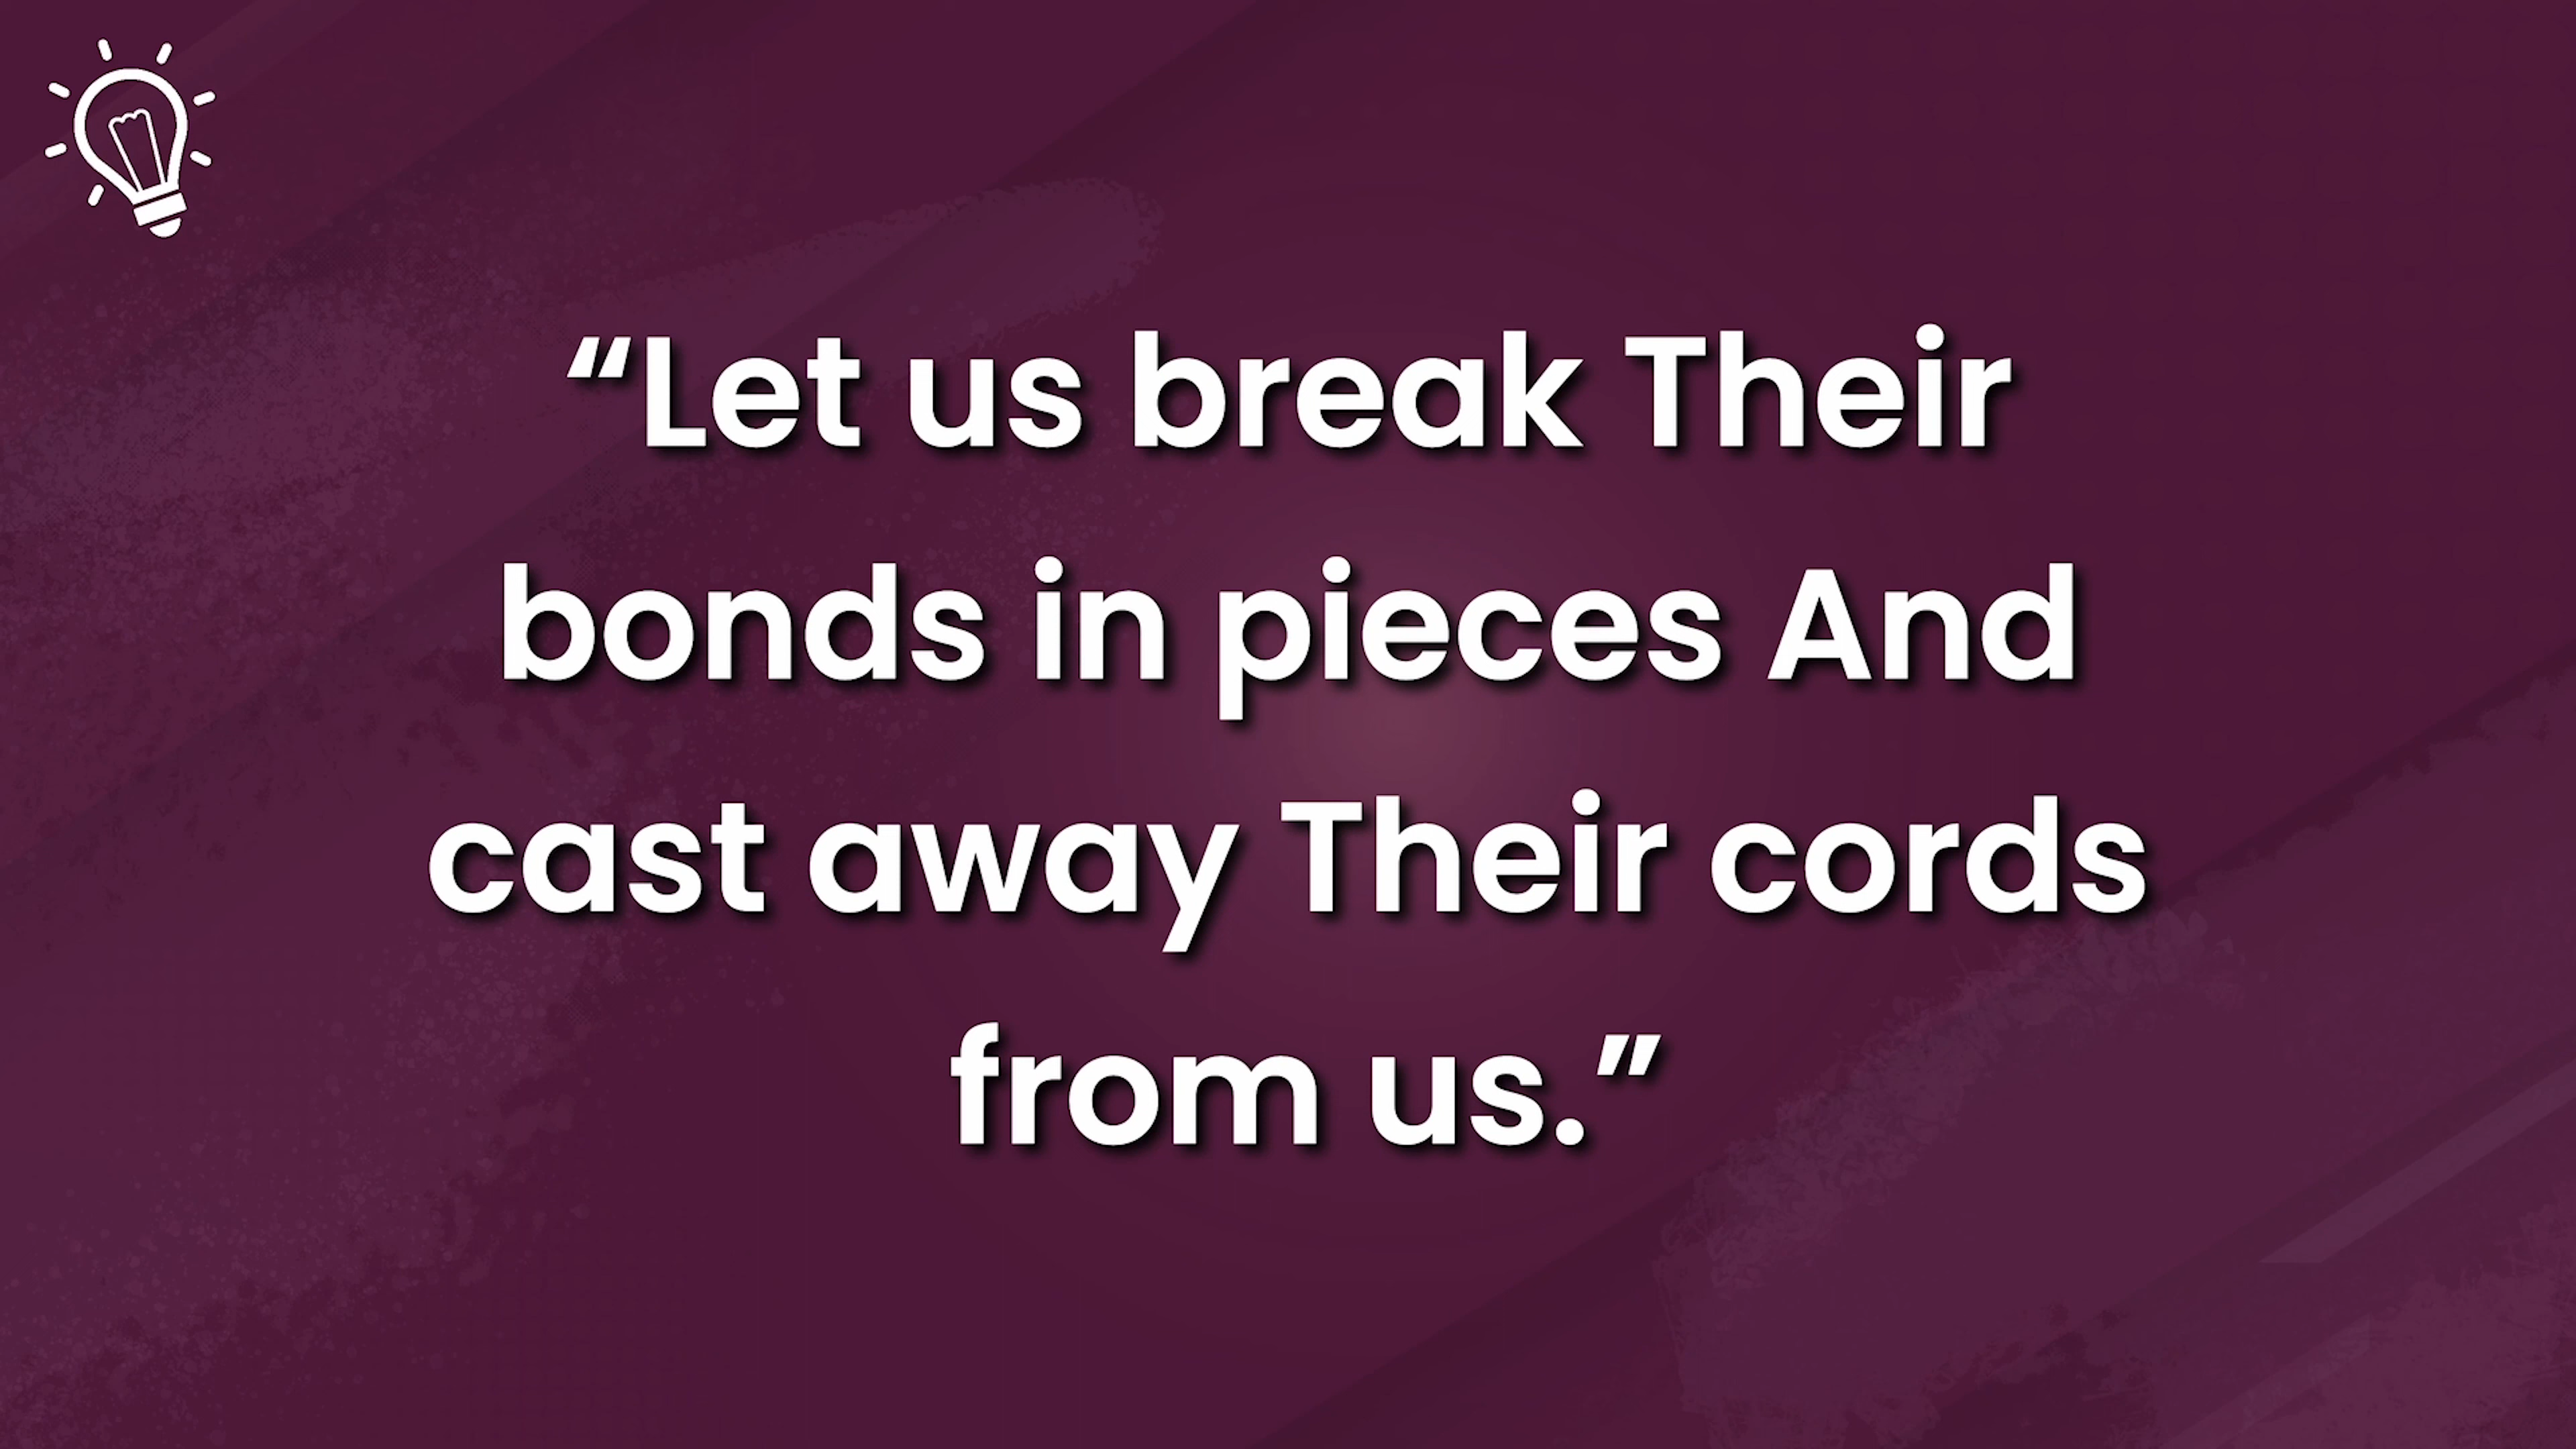 “Let us break Their
bonds in pieces And
cast away Their cords
from us.”